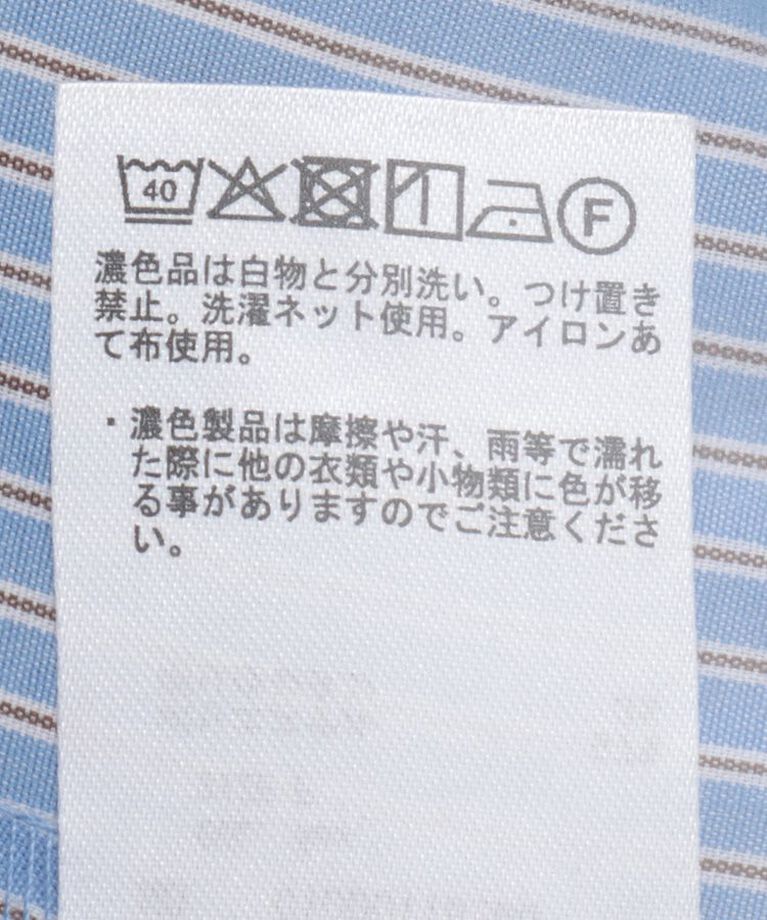 40 F
濃色品は白物と分別洗い。つけ置き
禁止。洗濯ネット使用。アイロンあ
て布使用。
・濃色製品は摩擦や汗、雨等で濡れ
た際に他の衣類や小物類に色が移
る事がありますのでご注意くださ
い。